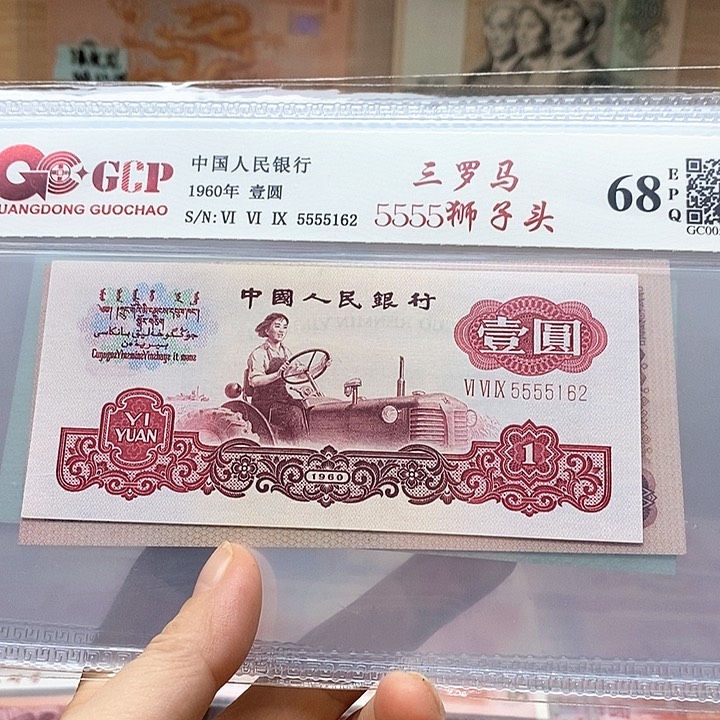 GCP
UANGDONG GUOCHAO
中国人民银行
1960年 壹圆
S/N: VI VI IX 5555162
三罗马
5555狮子头
68
EPQ
中國人民銀行
壹圓
VI VI IX 5555162
YI
YUAN
1960
1